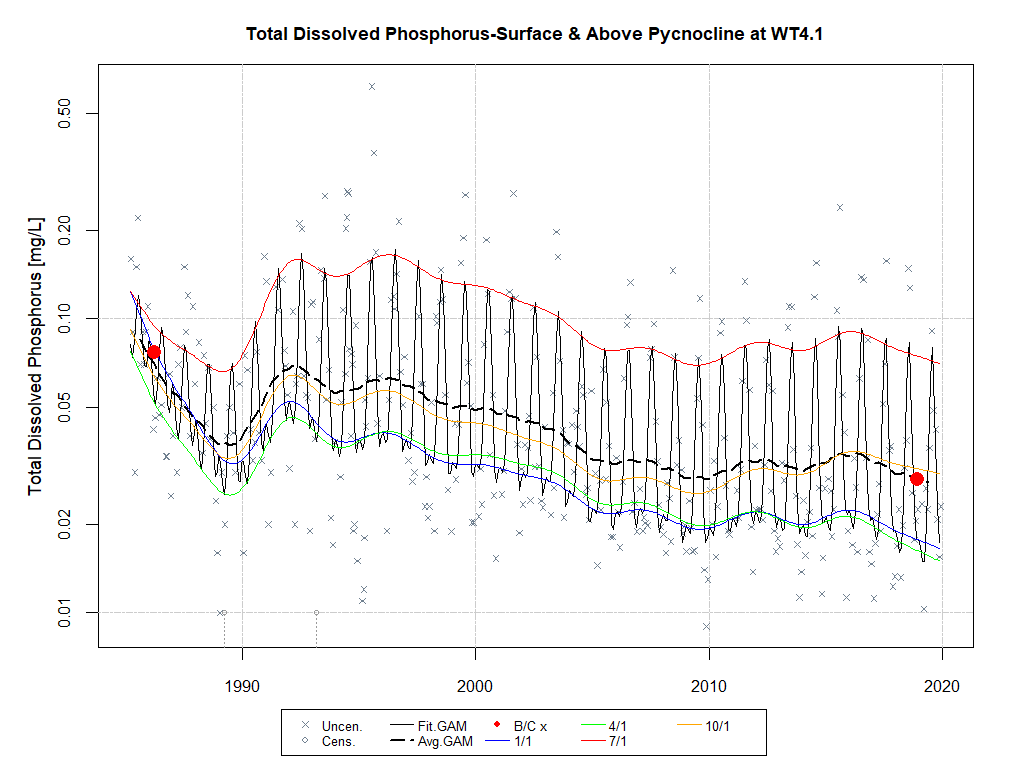 Total Dissolved Phosphorus-Surface & Above Pycnocline at WT4.1
Total Dissolved Phosphorus [mg/L]
0.50
0.20
0.10
0.05
0.02
0.01
1990 2000 2010 2020
Uncen. Fit.GAM B/C x 4/1 10/1
Cens. Avg.GAM 1/1 7/1